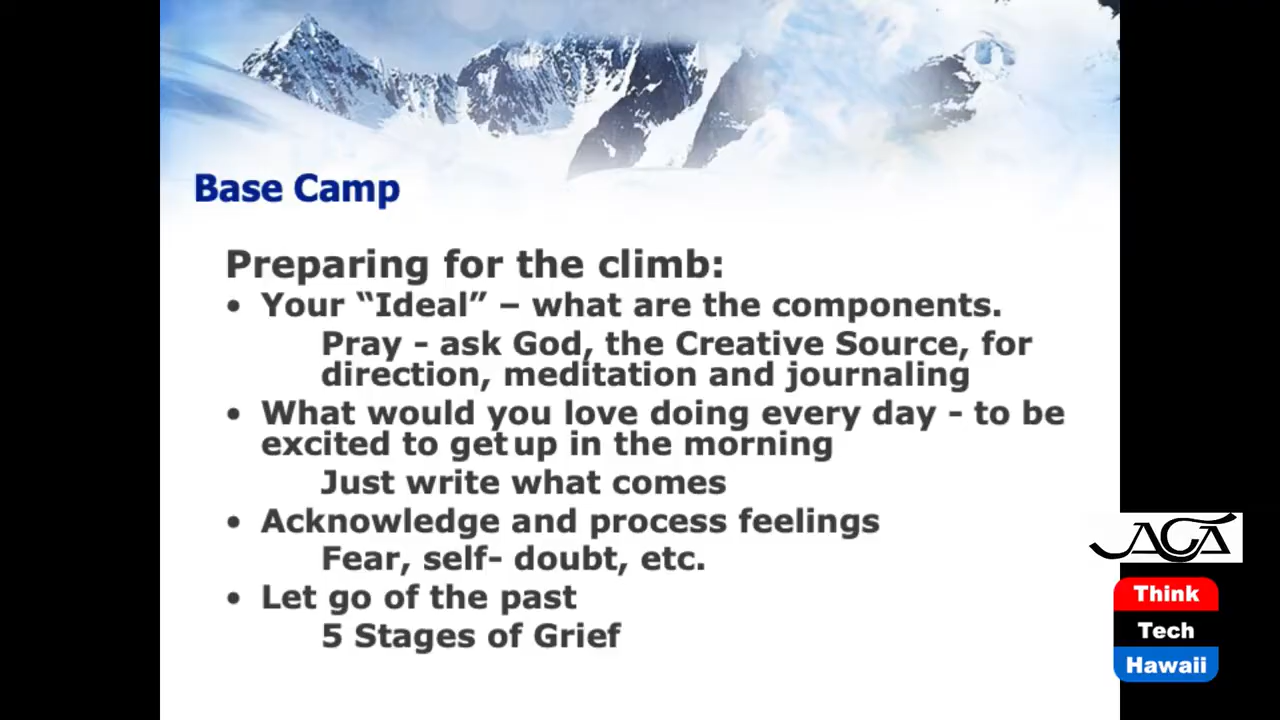 Base Camp
Preparing for the climb:
• Your “Ideal” – what are the components.
Pray - ask God, the Creative Source, for
direction, meditation and journaling
• What would you love doing every day - to be
excited to get up in the morning
Just write what comes
• Acknowledge and process feelings
Fear, self- doubt, etc.
• Let go of the past
5 Stages of Grief
JACA
Think
Tech
Hawaii